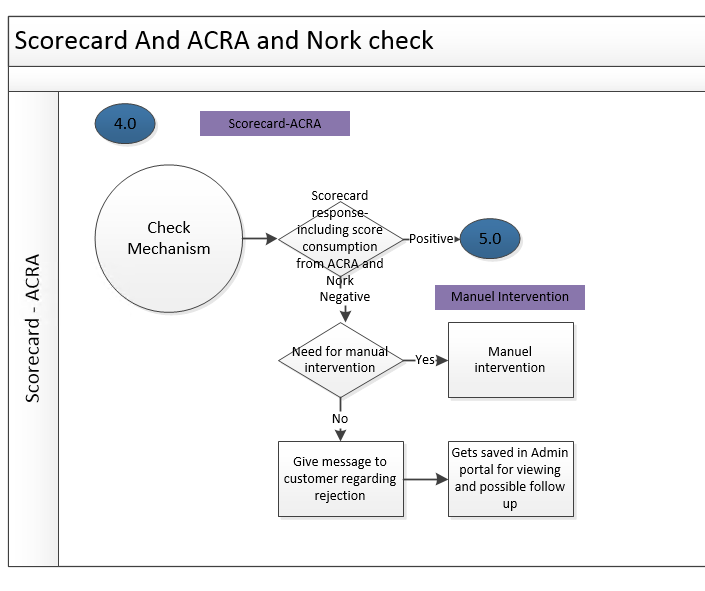 Scorecard And ACRA and Nork check
4.0
Scorecard-ACRA
Scorecard - ACRA
Check
Mechanism
Scorecard
response-
including score
consumption
from ACRA and
Nork
Positive
5.0
Negative
Manuel Intervention
Need for manual
intervention
Yes
Manuel
intervention
No
Give message to
customer regarding
rejection
Gets saved in Admin
portal for viewing
and possible follow
up